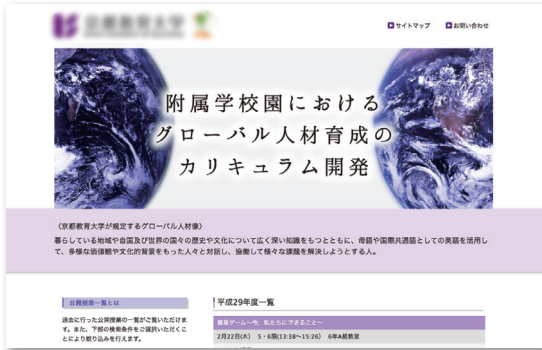 サイトマップ
お問い合わせ
附属学校園における
グローバル人材育成の
カリキュラム開発
〈京都教育大学が規定するグローバル人材像〉
暮らしている地域や自国及び世界の国々の歴史や文化について広く深い知識をもつとともに、母語や国際共通語としての英語を活用し
て、多様な価値観や文化的背景をもった人々と対話し、協働して様々な課題を解決しようとする人。
公開授業一覧とは
過去に行った公開授業の一覧がご覧いただけま
す。また、下部の検索条件をご選択いただくこ
とにより絞り込みを行えます。
平成29年度一覧
貿易ゲーム〜今、私たちにできること〜
2月22日(木) 5・6限(13:38〜15:26) 6年A組教室